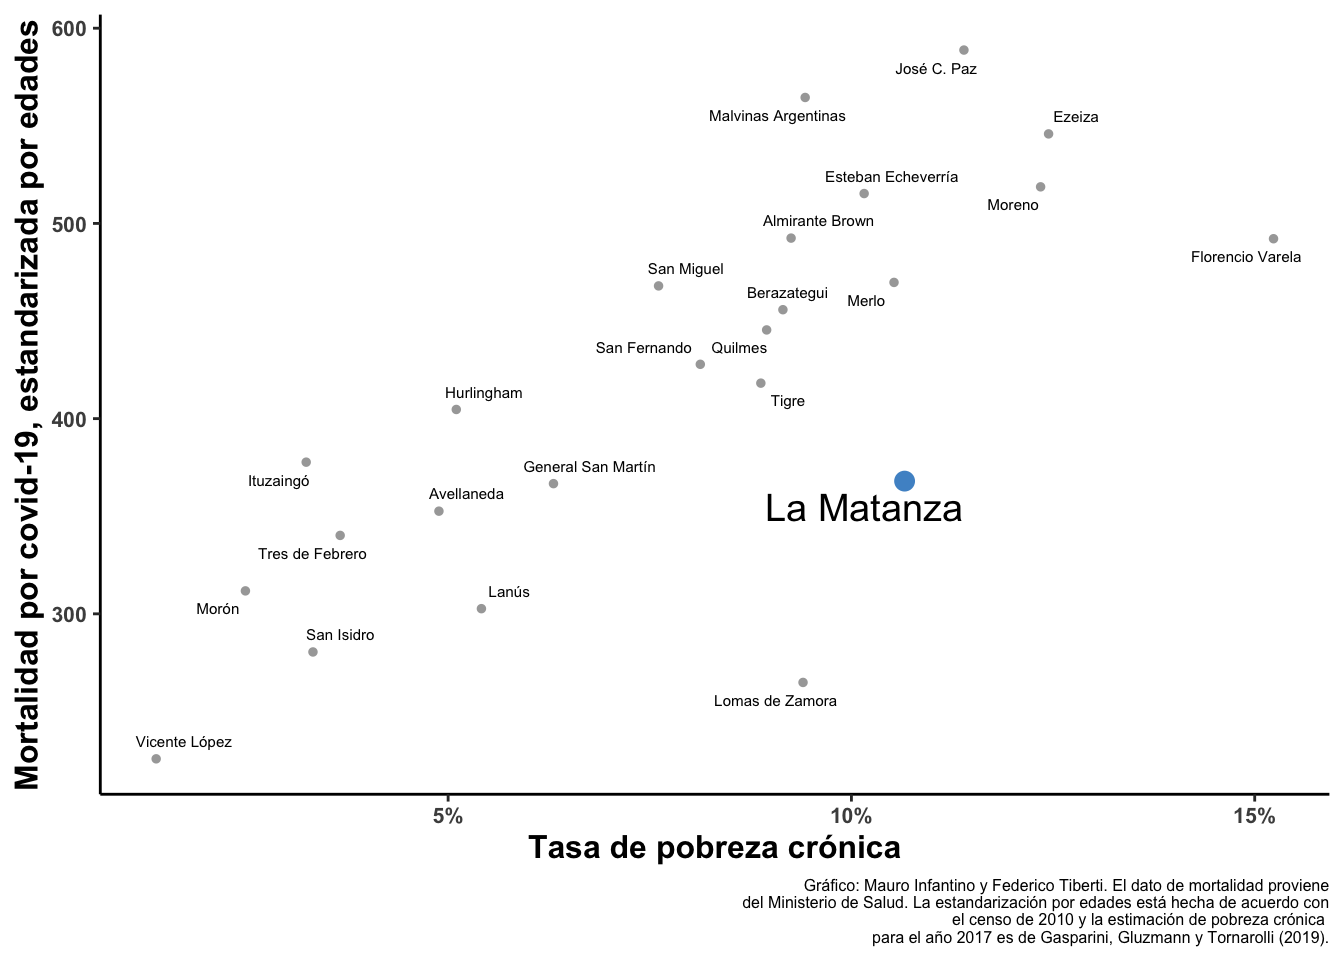 Mortalidad por covid-19, estandarizada por edades
600
500
400
300
José C. Paz
Malvinas Argentinas
Ezeiza
Esteban Echeverría
Moreno
Almirante Brown
Florencio Varela
San Miguel
Berazategui
Merlo
San Fernando
Quilmes
Tigre
Hurlingham
General San Martín
Ituzaingó
Avellaneda
La Matanza
Tres de Febrero
Lanús
Morón
San Isidro
Lomas de Zamora
Vicente López
5%
10%
15%
Tasa de pobreza crónica
Gráfico: Mauro Infantino y Federico Tiberti. El dato de mortalidad proviene
del Ministerio de Salud. La estandarización por edades está hecha de acuerdo con
el censo de 2010 y la estimación de pobreza crónica
para el año 2017 es de Gasparini, Gluzmann y Tornarolli (2019).